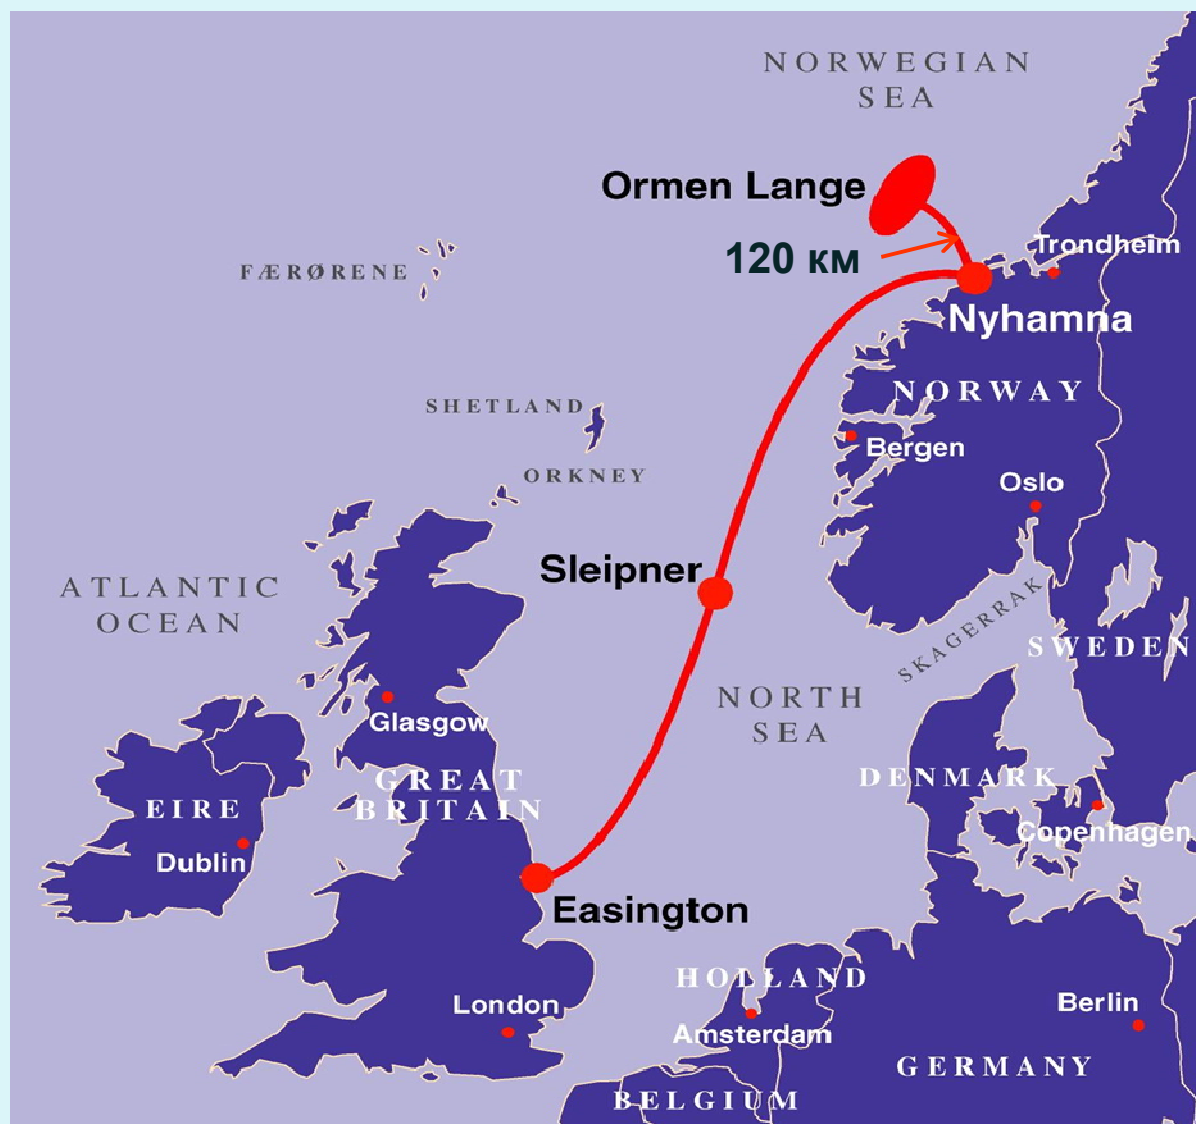 NORWEGIAN
SEA
Ormen Lange
120 км
Trondheim
FÆRØRENE
Nyhamna
NORWAY
SHETLAND
Bergen
ORKNEY
Oslo
Sleipner
ATLANTIC
OCEAN
SKAGERRAK
SWEDEN
NORTH
SEA
Glasgow
GREAT
BRITAIN
DENMARK
EIRE
Copenhagen
Dublin
Easington
HOLLAND
London
Berlin
Amsterdam
GERMANY
BELGIUM